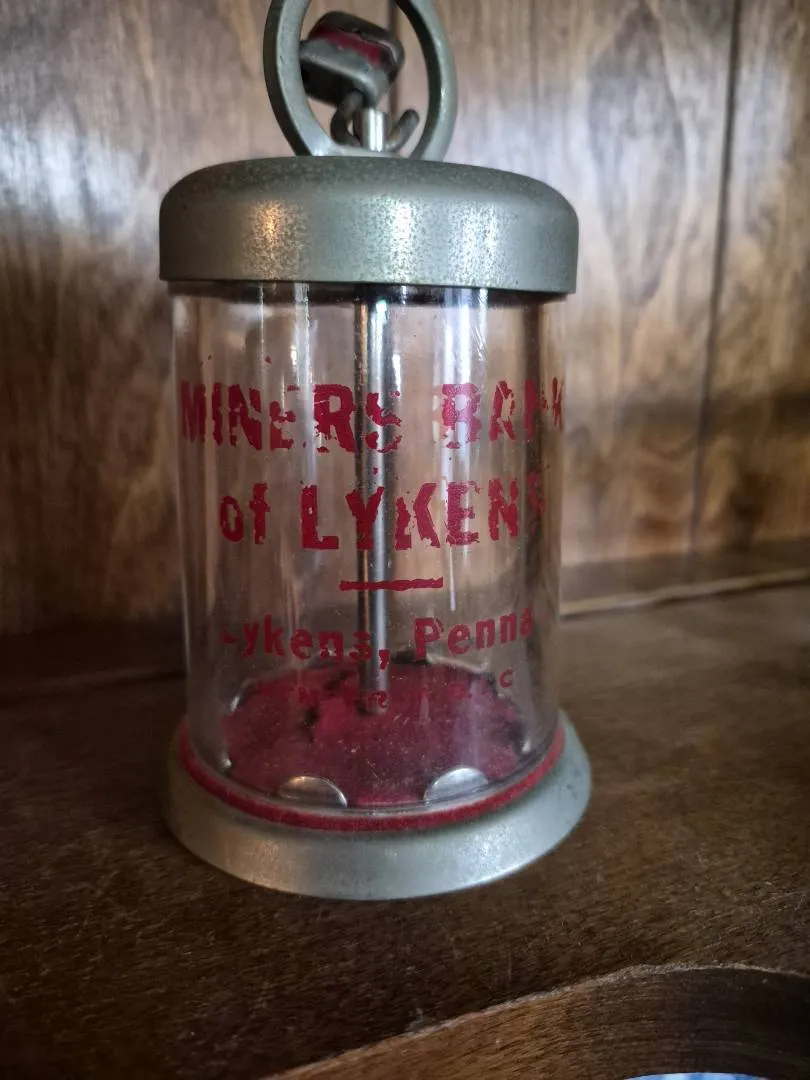 MINERS BANK
of LYKENS
Lykens, Penna